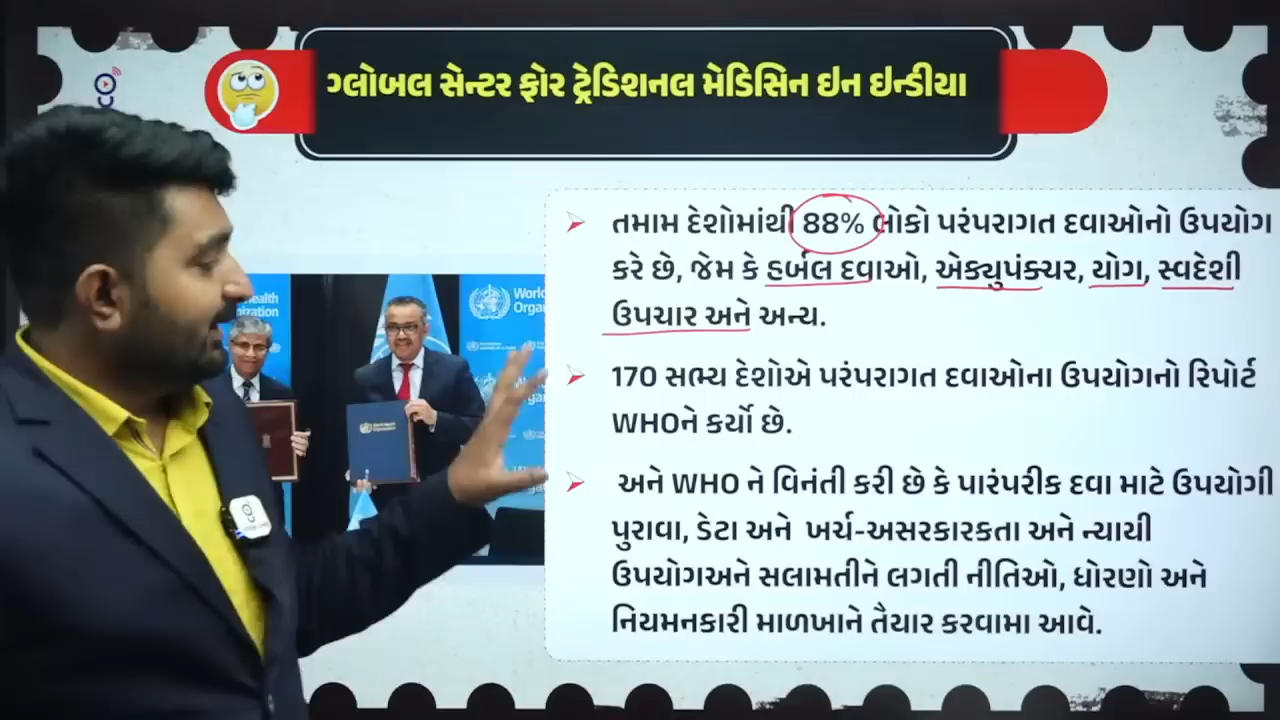 ગ્લોબલ સેન્ટર ફોર ટ્રેડિશનલ મેડિસિન ઇન ઇન્ડીયા
તમામ દેશોમાંથી 88% લોકો પરંપરાગત દવાઓનો ઉપયોગ
કરે છે, જેમ કે હર્બલ દવાઓ, એક્યુપંક્ચર, યોગ, સ્વદેશી
ઉપચાર અને અન્ય.
170 સભ્ય દેશોએ પરંપરાગત દવાઓના ઉપયોગનો રિપોર્ટ
WHOને કર્યો છે.
અને WHO ને વિનંતી કરી છે કે પારંપરીક દવા માટે ઉપયોગી
પુરાવા, ડેટા અને ખર્ચ-અસરકારકતા અને ન્યાયી
ઉપયોગઅને સલામતીને લગતી નીતિઓ, ધોરણો અને
નિયમનકારી માળખાને તૈયાર કરવામા આવે.
World